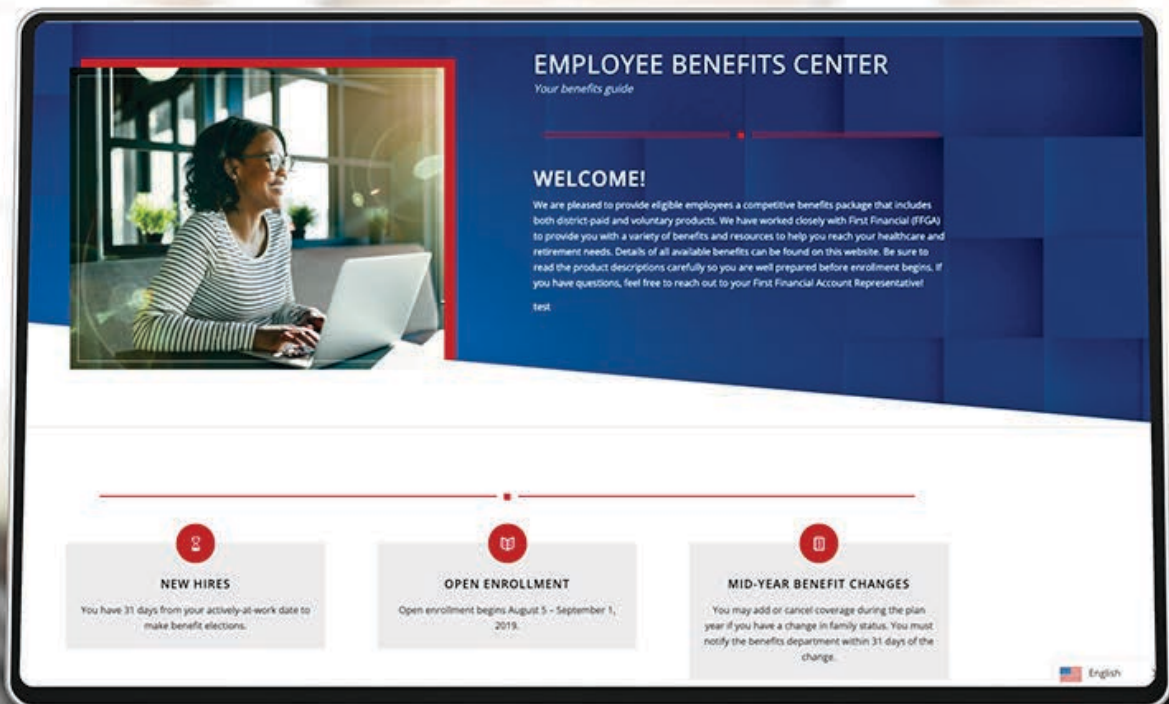 EMPLOYEE BENEFITS CENTER
Your benefits guide
WELCOME!
We are pleased to provide eligible employees a competitive benefits package that includes
both district-paid and voluntary products. We have worked closely with First Financial (FFGA)
to provide you with a variety of benefits and resources to help you reach your healthcare and
retirement needs. Details of all available benefits can be found on this website. Be sure to
read the product descriptions carefully so you are well prepared before enrollment begins. If
you have questions, feel free to reach out to your First Financial Account Representative!
test
NEW HIRES
You have 31 days from your actively-at-work date to
make benefit elections.
OPEN ENROLLMENT
Open enrollment begins August 5 – September 1,
2019.
MID-YEAR BENEFIT CHANGES
You may add or cancel coverage during the plan
year if you have a change in family status. You must
notify the benefits department within 31 days of the
change.
English